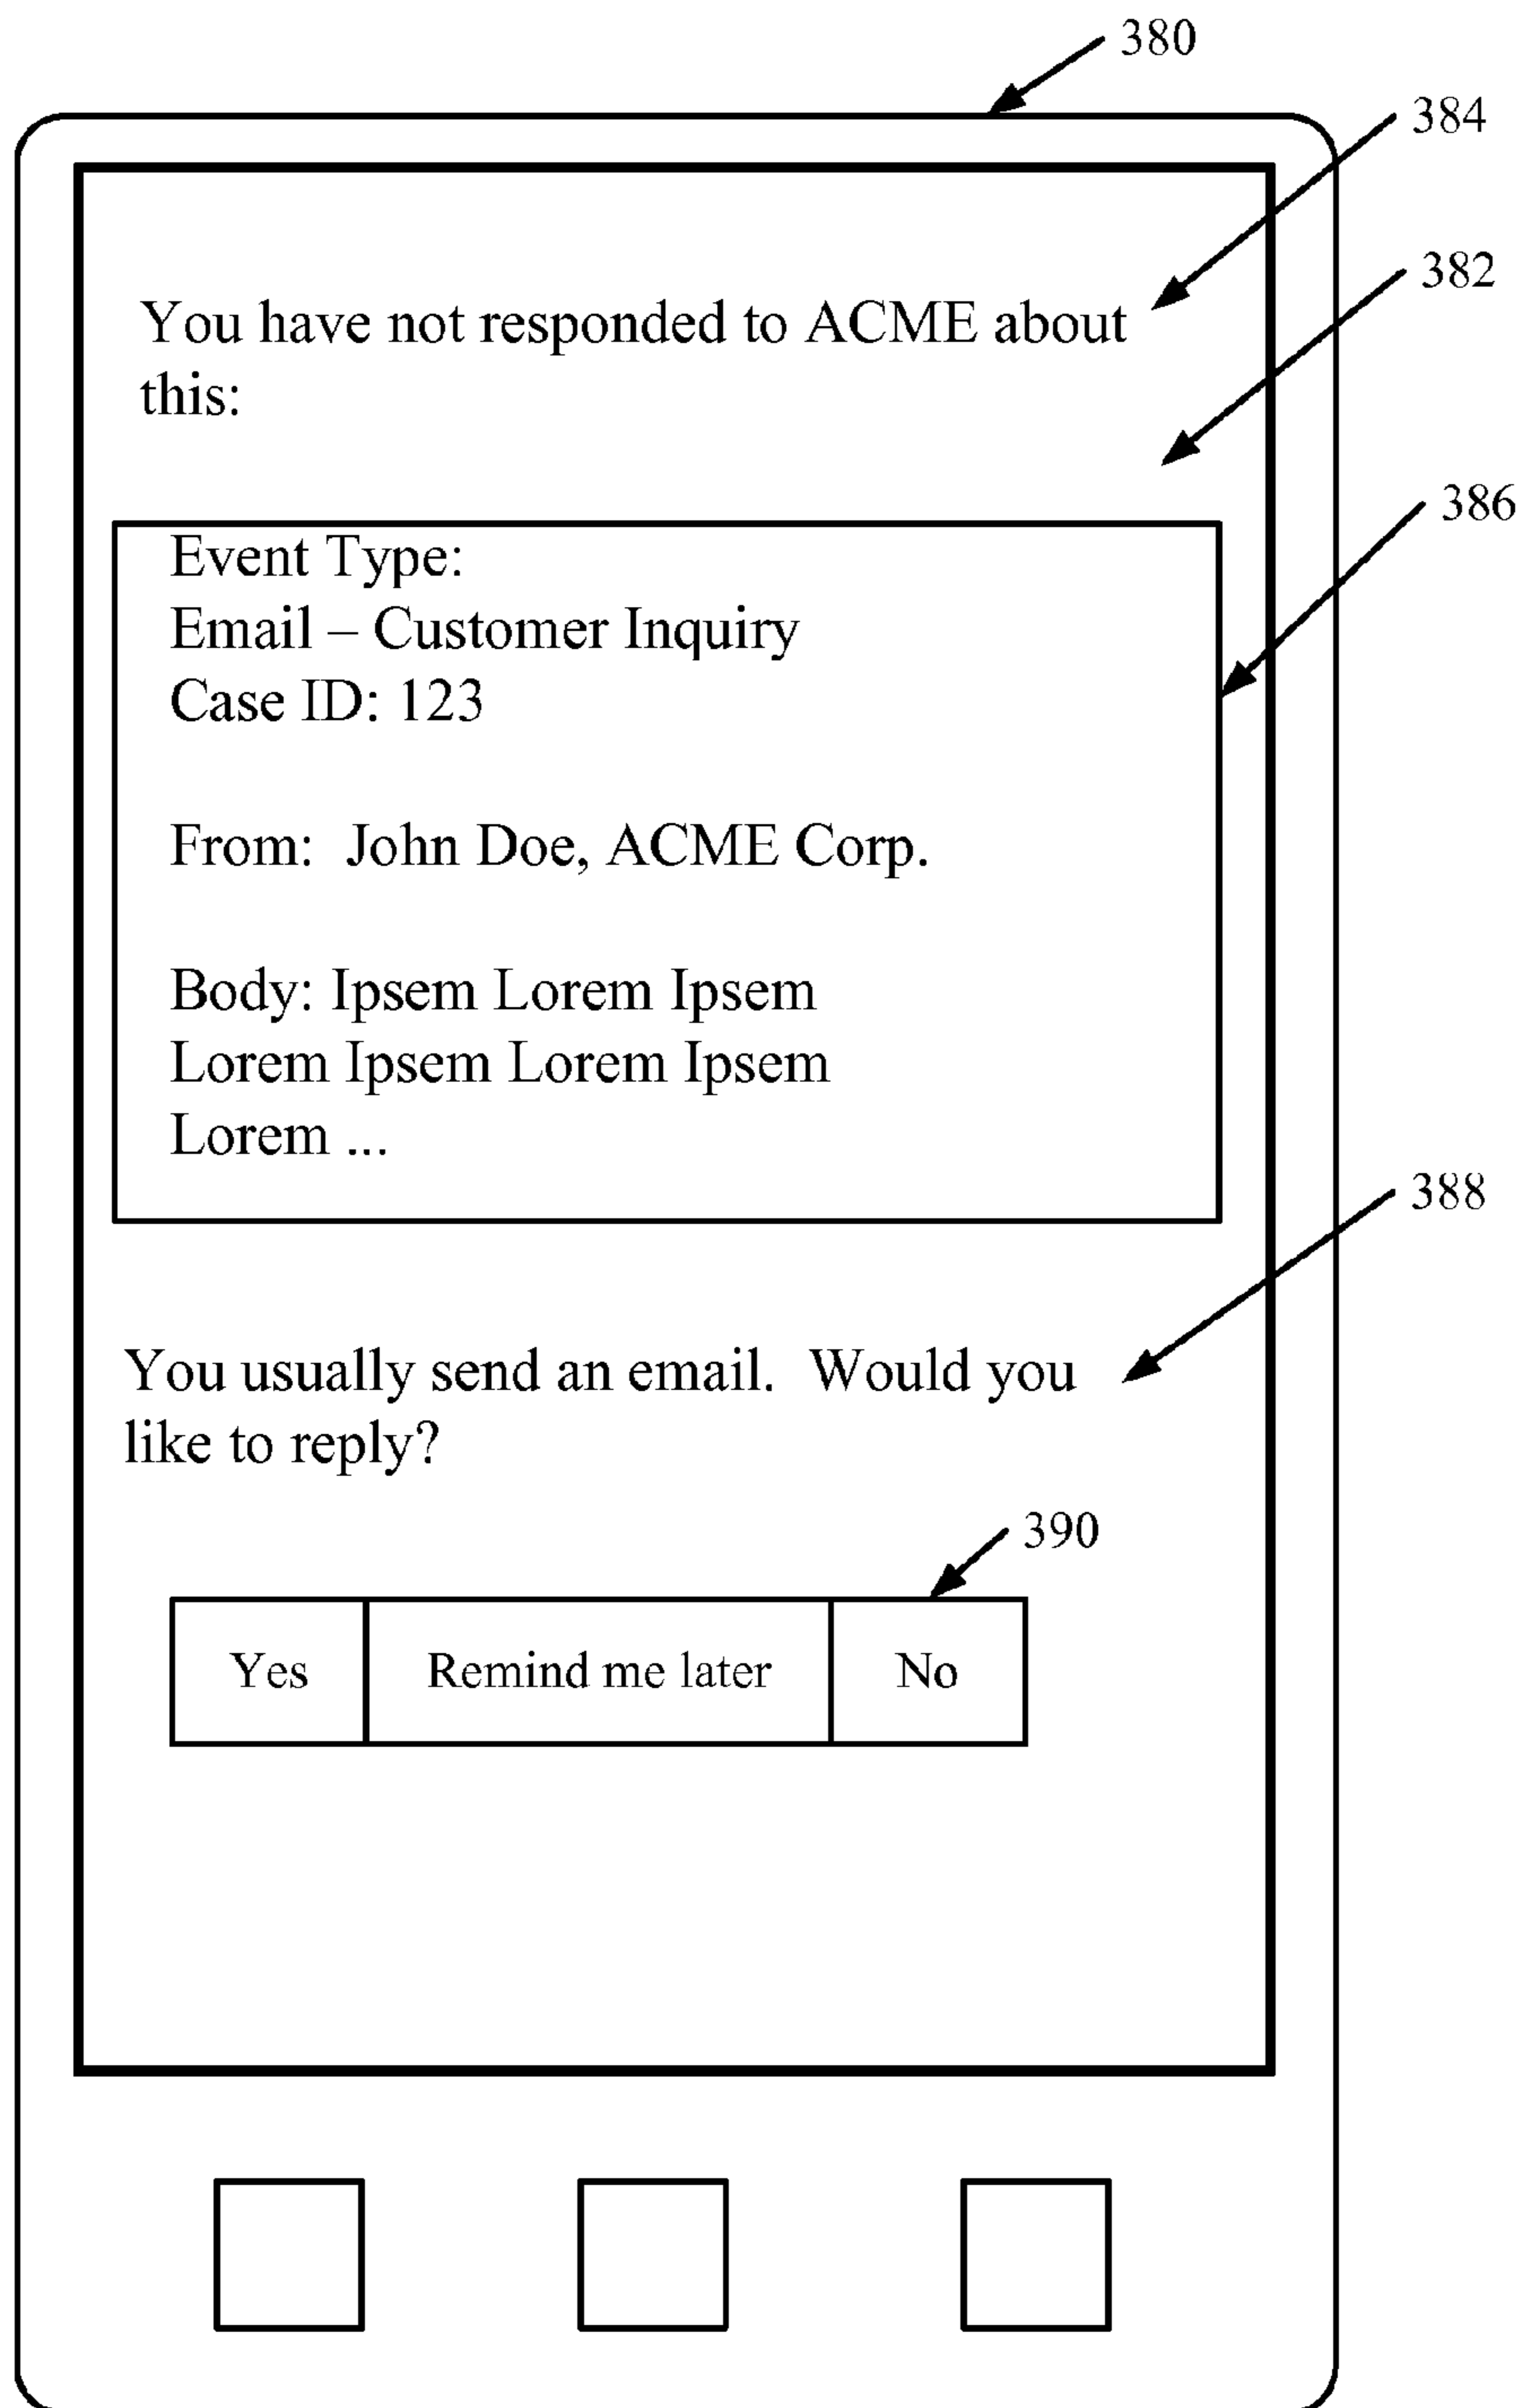 380
384
382
You have not responded to ACME about
this:
386
Event Type:
Email – Customer Inquiry
Case ID: 123
From:  John Doe, ACME Corp.
Body: Ipsem Lorem Ipsem
Lorem Ipsem Lorem Ipsem
Lorem ...
388
You usually send an email.  Would you
like to reply?
390
Yes
Remind me later
No